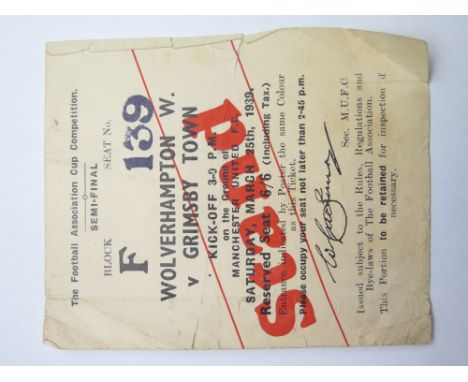 The Football Association Cup Competition.
SEMI-FINAL
BLOCK SEAT No.
F 139
WOLVERHAMPTON W.
v GRIMSBY TOWN
KICK-OFF 3-0 P.M.
on the Ground of
MANCHESTER UNITED F.C.
SATURDAY, MARCH 25th, 1939.
Reserved Seat 6/6 (Including Tax.)
Entrance indicated by Poster the same Colour
as this Ticket.
Please occupy your seat not later than 2-45 p.m.
Sec. M.U.F.C.
Issued subject to the Rules, Regulations and
Bye-laws of The Football Association.
This Portion to be retained for inspection if
necessary.